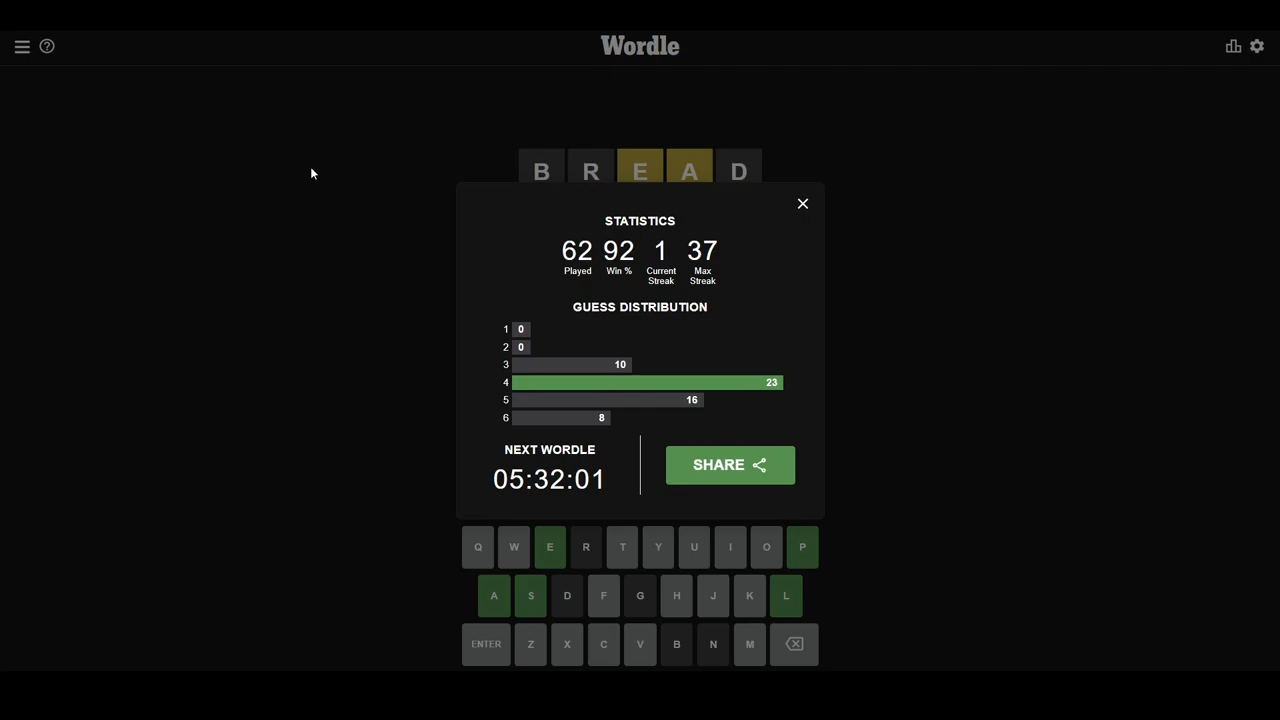 Wordle
B R E A D
STATISTICS
62 92 1 37
Played Win % Current Streak Max Streak
GUESS DISTRIBUTION
1 0
2 0
3 10
4 23
5 16
6 8
NEXT WORDLE
05:32:01
SHARE
Q W E R T Y U I O P
A S D F G H J K L
ENTER Z X C V B N M